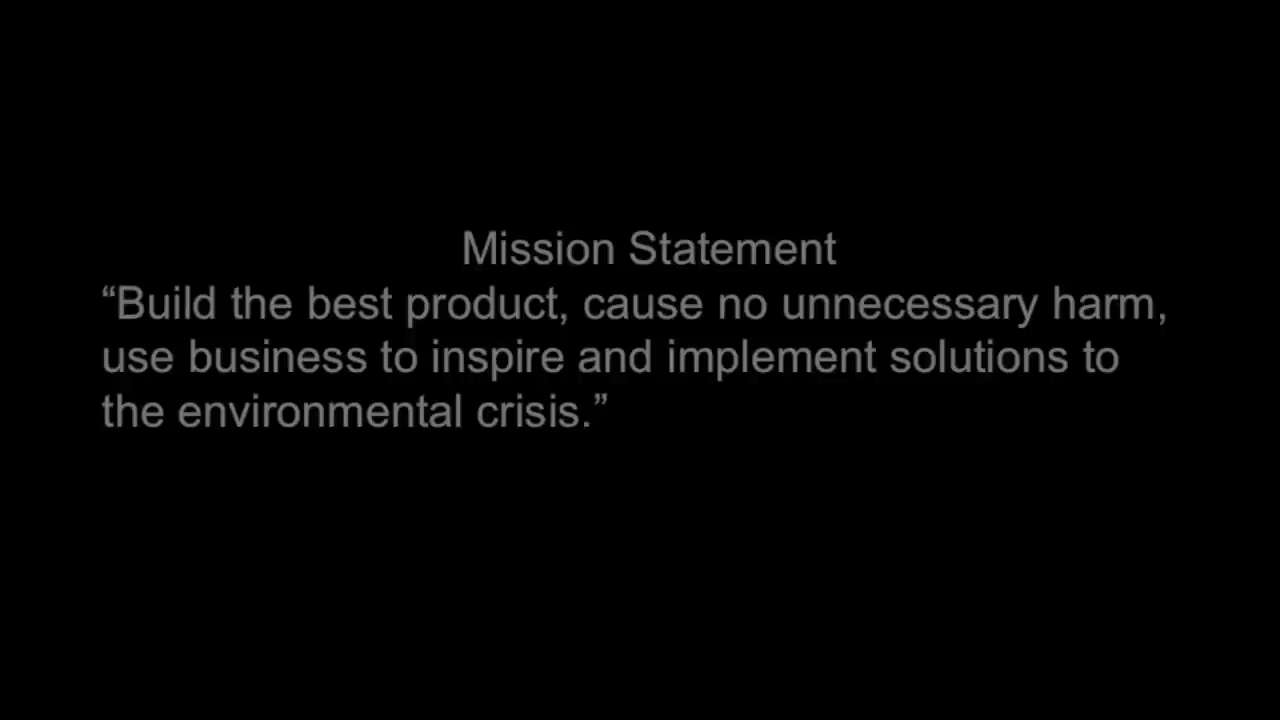 Mission Statement
“Build the best product, cause no unnecessary harm,
use business to inspire and implement solutions to
the environmental crisis.”